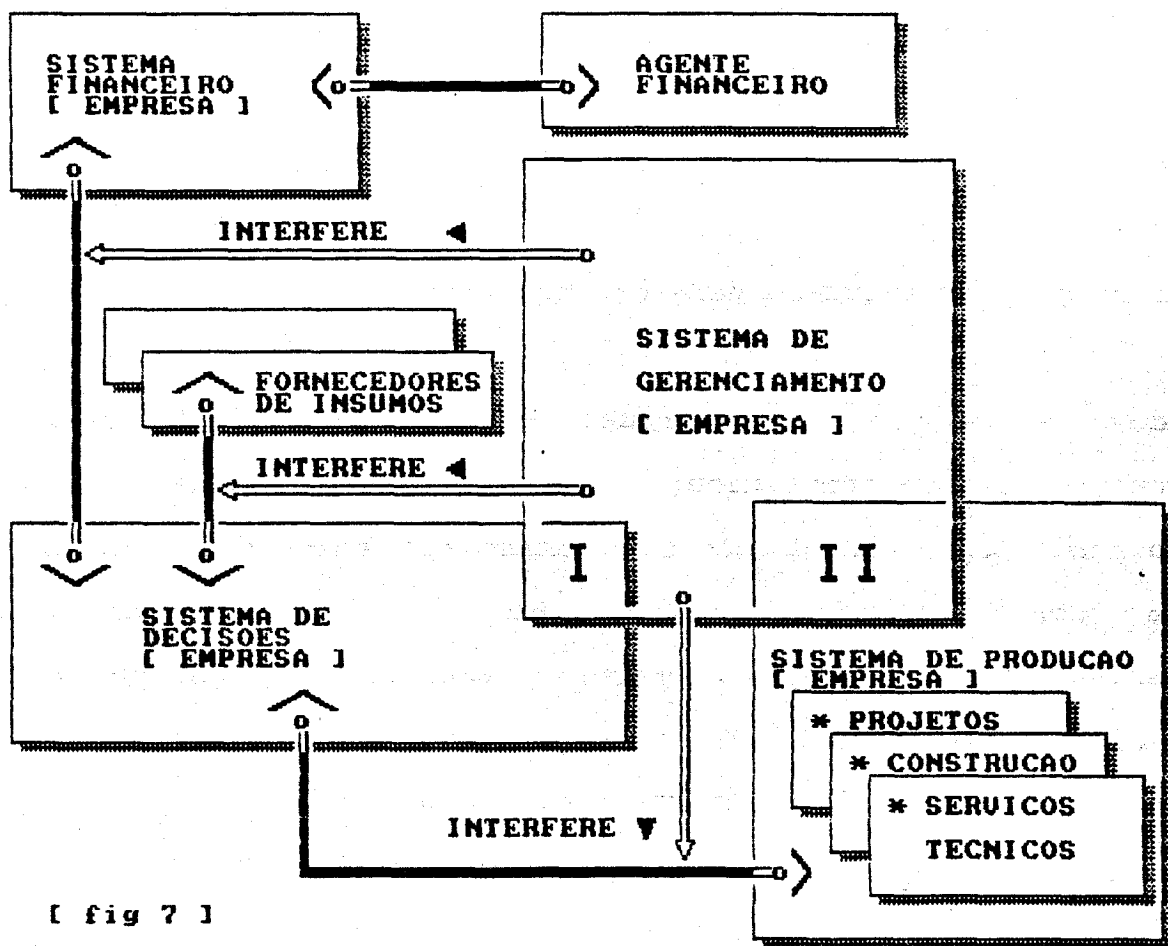 SISTEMA
FINANCEIRO
[ EMPRESA ]
AGENTE
FINANCEIRO
INTERFERE
SISTEMA DE
GERENCIAMENTO
[ EMPRESA ]
FORNECEDORES
DE INSUMOS
INTERFERE
I
II
SISTEMA DE
DECISOES
[ EMPRESA ]
SISTEMA DE PRODUCAO
[ EMPRESA ]
* PROJETOS
* CONSTRUCAO
* SERVICOS
TECNICOS
INTERFERE
[ fig 7 ]